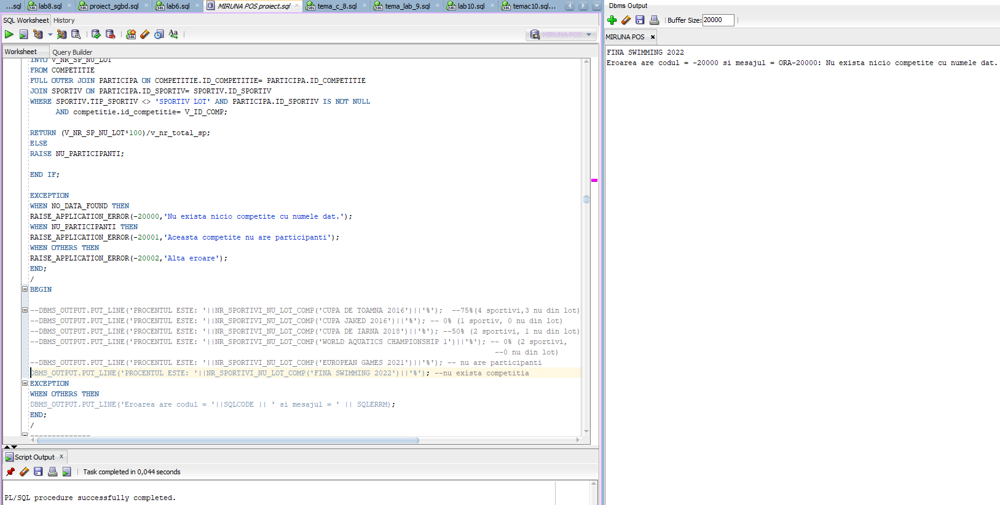 ...sql lab8.sql proiect_sgbd.sql lab6.sql MIRUNA POS proiect.sql tema_c_8.sql tema_lab_9.sql lab10.sql temac10.sql...
SQL Worksheet History
MIRUNA POS
Worksheet Query Builder
INTO V_NR_SP_NU_LOT
FROM COMPETITIE
FULL OUTER JOIN PARTICIPA ON COMPETITIE.ID_COMPETITIE= PARTICIPA.ID_COMPETITIE
JOIN SPORTIV ON PARTICIPA.ID_SPORTIV= SPORTIV.ID_SPORTIV
WHERE SPORTIV.TIP_SPORTIV <> 'SPORTIV LOT' AND PARTICIPA.ID_SPORTIV IS NOT NULL
AND competitie.id_competitie= V_ID_COMP;
RETURN (V_NR_SP_NU_LOT*100)/v_nr_total_sp;
ELSE
RAISE NU_PARTICIPANTI;
END IF;
EXCEPTION
WHEN NO_DATA_FOUND THEN
RAISE_APPLICATION_ERROR(-20000,'Nu exista nicio competite cu numele dat.');
WHEN NU_PARTICIPANTI THEN
RAISE_APPLICATION_ERROR(-20001,'Aceasta competite nu are participanti');
WHEN OTHERS THEN
RAISE_APPLICATION_ERROR(-20002,'Alta eroare');
END;
/
BEGIN
--DBMS_OUTPUT.PUT_LINE('PROCENTUL ESTE: '||NR_SPORTIVI_NU_LOT_COMP('CUPA DE TOAMNA 2016')||'%');  --75%(4 sportivi,3 nu din lot)
--DBMS_OUTPUT.PUT_LINE('PROCENTUL ESTE: '||NR_SPORTIVI_NU_LOT_COMP('CUPA JAKED 2016')||'%'); -- 0% (1 sportiv, 0 nu din lot)
--DBMS_OUTPUT.PUT_LINE('PROCENTUL ESTE: '||NR_SPORTIVI_NU_LOT_COMP('CUPA DE IARNA 2018')||'%'); --50% (2 sportivi, 1 nu din lot)
--DBMS_OUTPUT.PUT_LINE('PROCENTUL ESTE: '||NR_SPORTIVI_NU_LOT_COMP('WORLD AQUATICS CHAMPIONSHIP 1')||'%'); -- 0% (2 sportivi,
--0 nu din lot)
--DBMS_OUTPUT.PUT_LINE('PROCENTUL ESTE: '||NR_SPORTIVI_NU_LOT_COMP('EUROPEAN GAMES 2021')||'%'); -- nu are participanti
DBMS_OUTPUT.PUT_LINE('PROCENTUL ESTE: '||NR_SPORTIVI_NU_LOT_COMP('FINA SWIMMING 2022')||'%'); --nu exista competitia
EXCEPTION
WHEN OTHERS THEN
DBMS_OUTPUT.PUT_LINE('Eroarea are codul = '||SQLCODE || ' si mesajul = ' || SQLERRM);
END;
/
--------------
Script Output
Task completed in 0,044 seconds
PL/SQL procedure successfully completed.
Dbms Output
Buffer Size: 20000
MIRUNA POS
FINA SWIMMING 2022
Eroarea are codul = -20000 si mesajul = ORA-20000: Nu exista nicio competite cu numele dat.